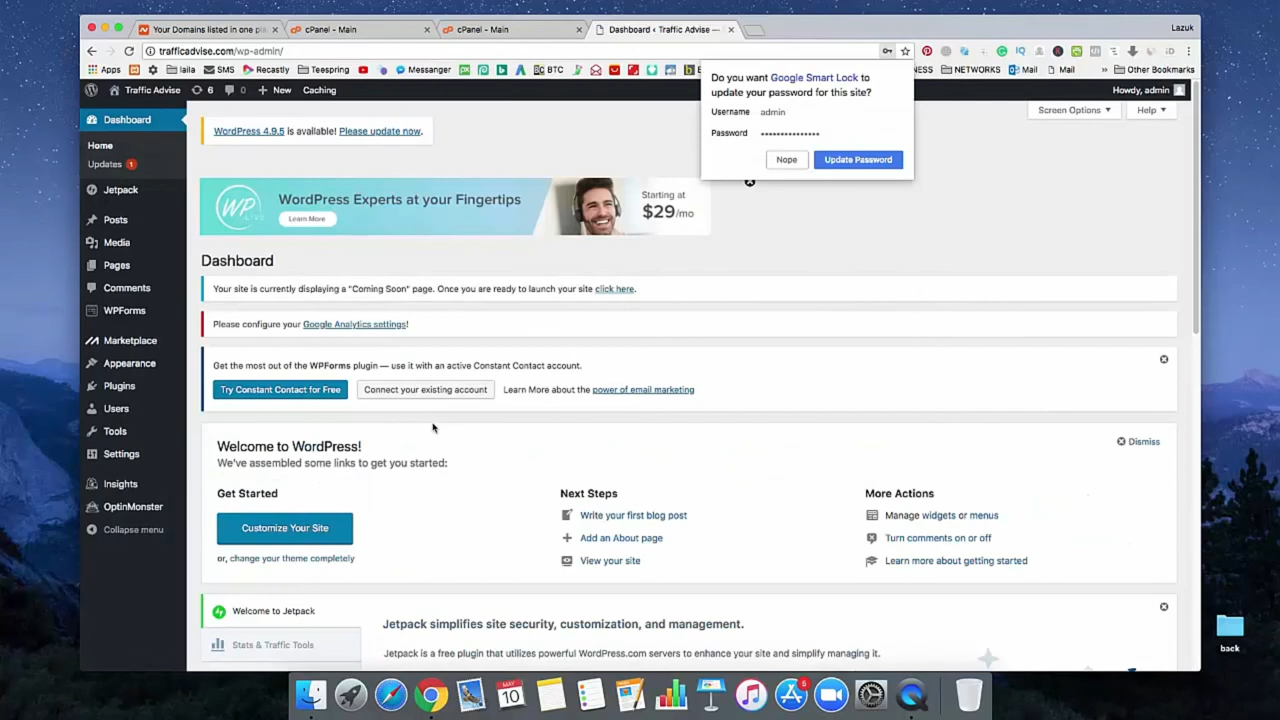 Your Domains listed in one pla
cPanel - Main
cPanel - Main
Dashboard ‹ Traffic Advise —
Lazuk
trafficadvise.com/wp-admin/
Apps
laila
SMS
Recastly
Teespring
Messenger
BTC
NESS
NETWORKS
Mail
Mail
Other Bookmarks
Do you want Google Smart Lock to
update your password for this site?
Username admin
Password •••••••••••••••
Nope
Update Password
Traffic Advise
6
0
New
Caching
Howdy, admin
Screen Options
Help
Dashboard
Home
Updates 1
Jetpack
Posts
Media
Pages
Comments
WPForms
Marketplace
Appearance
Plugins
Users
Tools
Settings
Insights
OptinMonster
Collapse menu
WordPress 4.9.5 is available! Please update now.
WP
LIVE
WordPress Experts at your Fingertips
Learn More
Starting at
$29/mo
Dashboard
Your site is currently displaying a "Coming Soon" page. Once you are ready to launch your site click here.
Please configure your Google Analytics settings!
Get the most out of the WPForms plugin — use it with an active Constant Contact account.
Try Constant Contact for Free
Connect your existing account
Learn More about the power of email marketing
Welcome to WordPress!
We've assembled some links to get you started:
Dismiss
Get Started
Customize Your Site
or, change your theme completely
Next Steps
Write your first blog post
Add an About page
View your site
More Actions
Manage widgets or menus
Turn comments on or off
Learn more about getting started
Welcome to Jetpack
Stats & Traffic Tools
Jetpack simplifies site security, customization, and management.
Jetpack is a free plugin that utilizes powerful WordPress.com servers to enhance your site and simplify managing it.
back
MAY
10
5